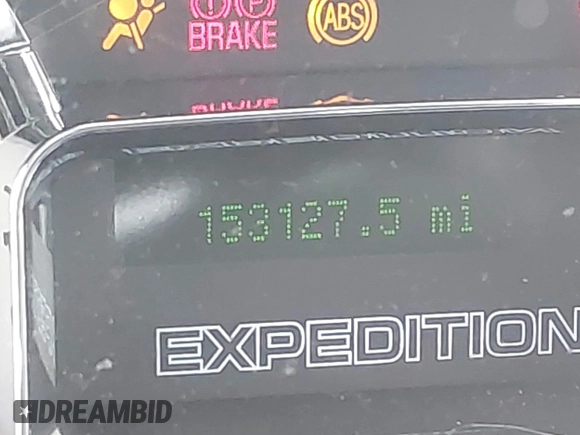 ABS
BRAKE
153127.5 mi
EXPEDITION
DREAMBID